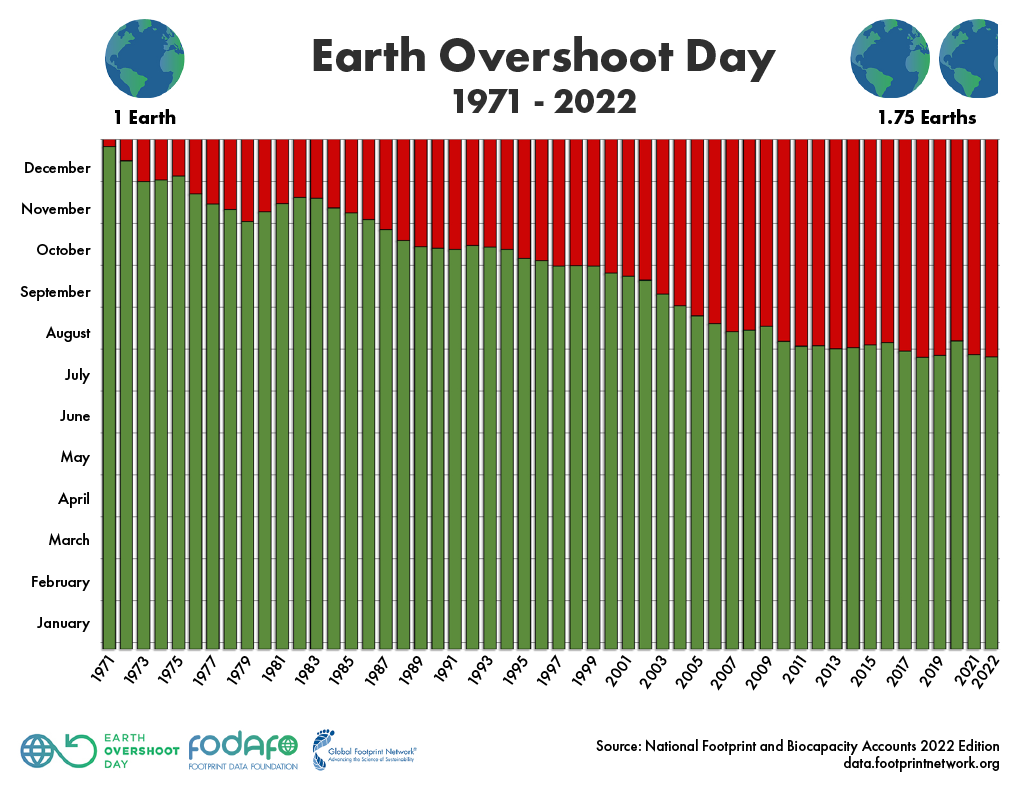 Earth Overshoot Day
1971 - 2022
1 Earth
1.75 Earths
December
November
October
September
August
July
June
May
April
March
February
January
1971
1973
1975
1977
1979
1981
1983
1985
1987
1989
1991
1993
1995
1997
1999
2001
2003
2005
2007
2009
2011
2013
2015
2017
2019
2021
2022
EARTH
OVERSHOOT
DAY
fodafo
FOOTPRINT DATA FOUNDATION
Global Footprint Network®
Advancing the Science of Sustainability
Source: National Footprint and Biocapacity Accounts 2022 Edition
data.footprintnetwork.org